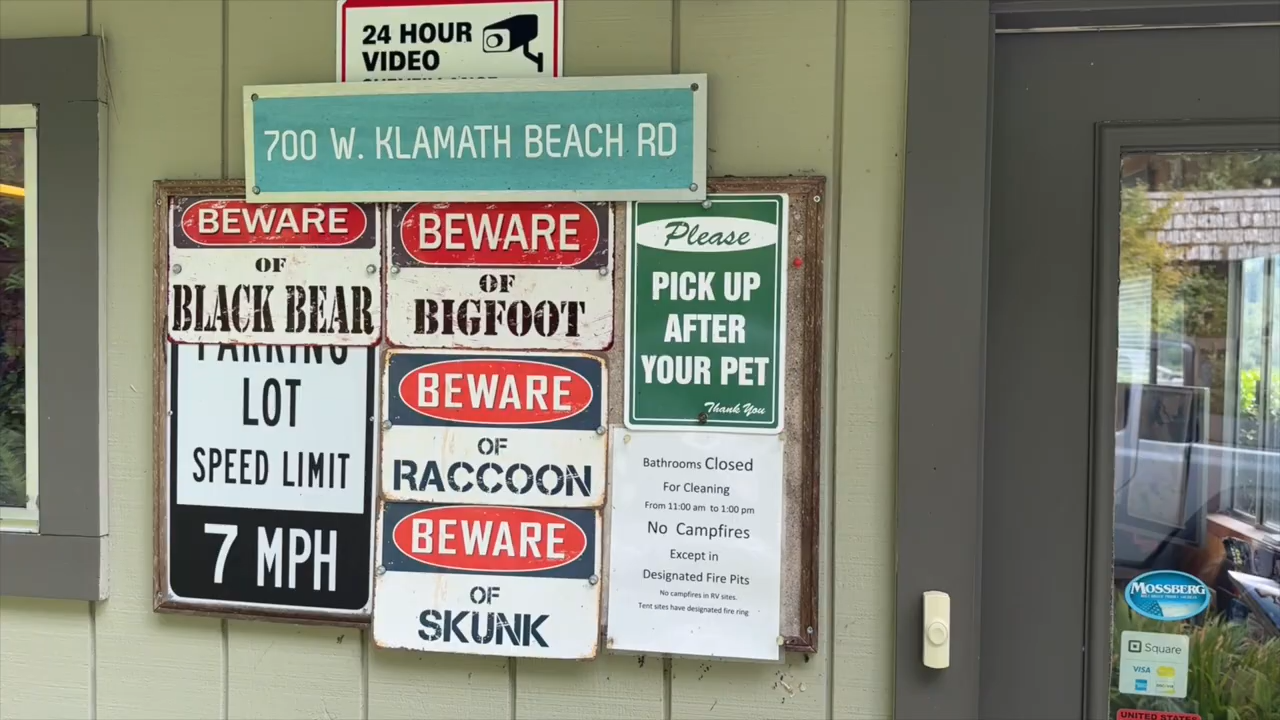 24 HOUR
VIDEO
700 W. KLAMATH BEACH RD
BEWARE
OF
BLACK BEAR
PARKING
LOT
SPEED LIMIT
7 MPH
BEWARE
OF
BIGFOOT
BEWARE
OF
RACCOON
BEWARE
OF
SKUNK
Please
PICK UP
AFTER
YOUR PET
Thank You
Bathrooms Closed
For Cleaning
From 11:00 am to 1:00 pm
No Campfires
Except in
Designated Fire Pits
No campfires in RV sites.
Tent sites have designated fire ring
MOSSBERG
Square
VISA
UNITED STATES